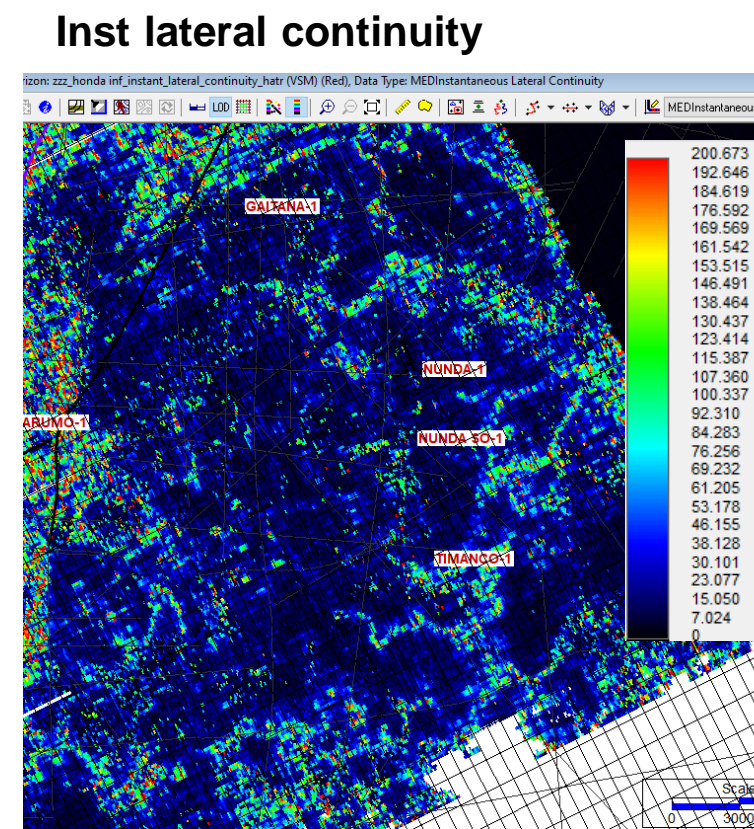 Inst lateral continuity
rizon: zzz_honda inf_instant_lateral_continuity_hatr (VSM) (Red), Data Type: MEDInstantaneous Lateral Continuity
LOD
MEDInstantaneou
200.673
192.646
184.619
176.592
169.569
161.542
153.515
146.491
138.464
130.437
123.414
115.387
107.360
100.337
92.310
84.283
76.256
69.232
61.205
53.178
46.155
38.128
30.101
23.077
15.050
7.024
0
GAITANA-1
NUNDA-1
ARUMO-1
NUNDA SO-1
TIMANCO-1
Scale
0 3000